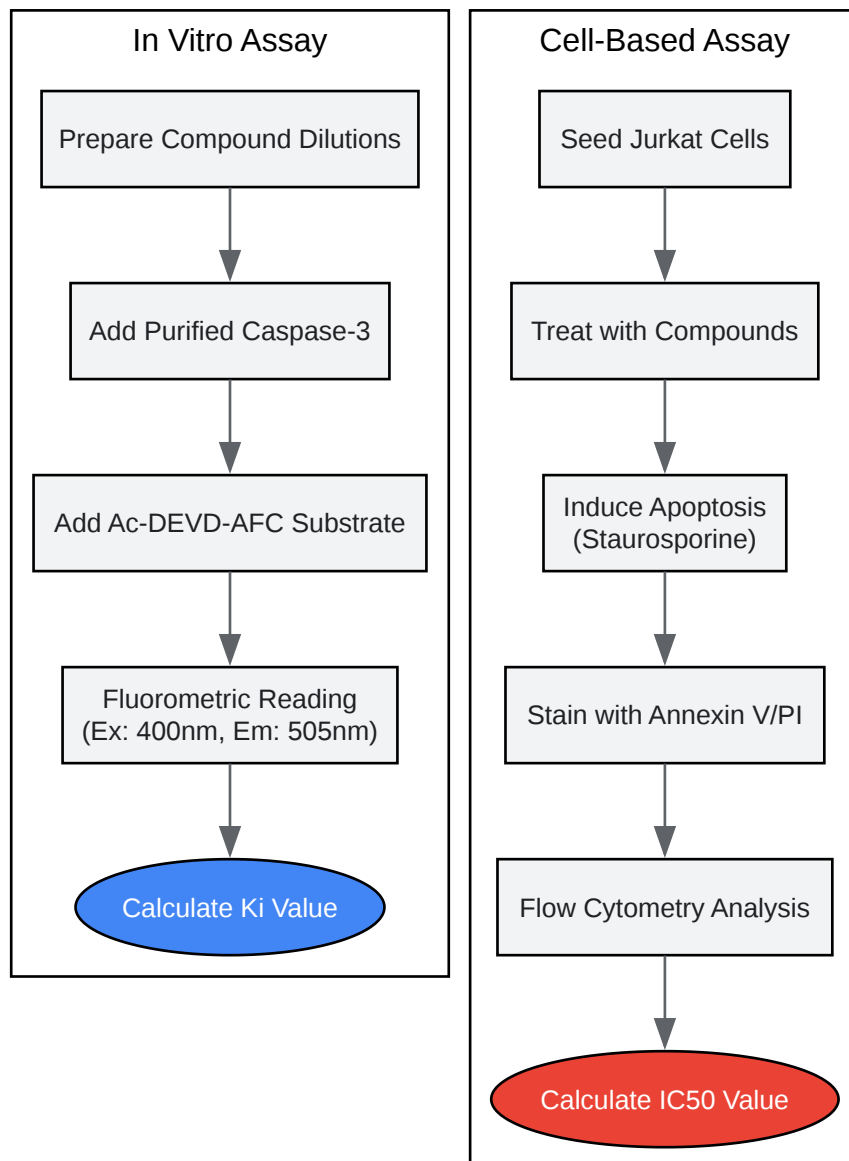 In Vitro Assay
Prepare Compound Dilutions
Add Purified Caspase-3
Add Ac-DEVD-AFC Substrate
Fluorometric Reading
(Ex: 400nm, Em: 505nm)
Calculate Ki Value
Cell-Based Assay
Seed Jurkat Cells
Treat with Compounds
Induce Apoptosis
(Staurosporine)
Stain with Annexin V/PI
Flow Cytometry Analysis
Calculate IC50 Value